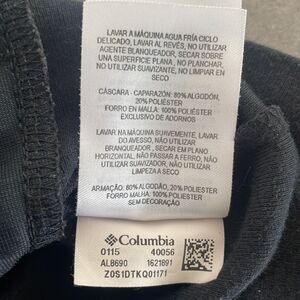 LAVAR A MÁQUINA AGUA FRÍA CICLO
DELICADO, LAVAR AL REVÉS, NO UTILIZAR
AGENTE BLANQUEADOR, SECAR SOBRE
UNA SUPERFICIE PLANA , NO PLANCHAR,
NO UTILIZAR SUAVIZANTE, NO LIMPIAR EN
SECO
CÁSCARA - CAPARAZÓN: 80% ALGODÓN,
20% POLIÉSTER
FORRO EN MALLA : 100% POLIÉSTER
EXCLUSIVO DE ADORNOS
LAVAR NA MÁQUINA SUAVEMENTE, LAVAR
DO AVESSO, NÃO UTILIZAR
BRANQUEADOR , SECAR EM PLANO
HORIZONTAL, NÃO PASSAR A FERRO, NÃO
UTILIZAR SUAVIZANTES, NÃO EFECTUAR
LIMPEZA A SECO
ARMAÇÃO: 80% ALGODÃO, 20% POLIÉSTER
FORRO MALHA: 100% POLIÉSTER
SEM DECORAÇÃO
Columbia
0115 40056
AL8690 1621891
Z0S1DTKQ01171